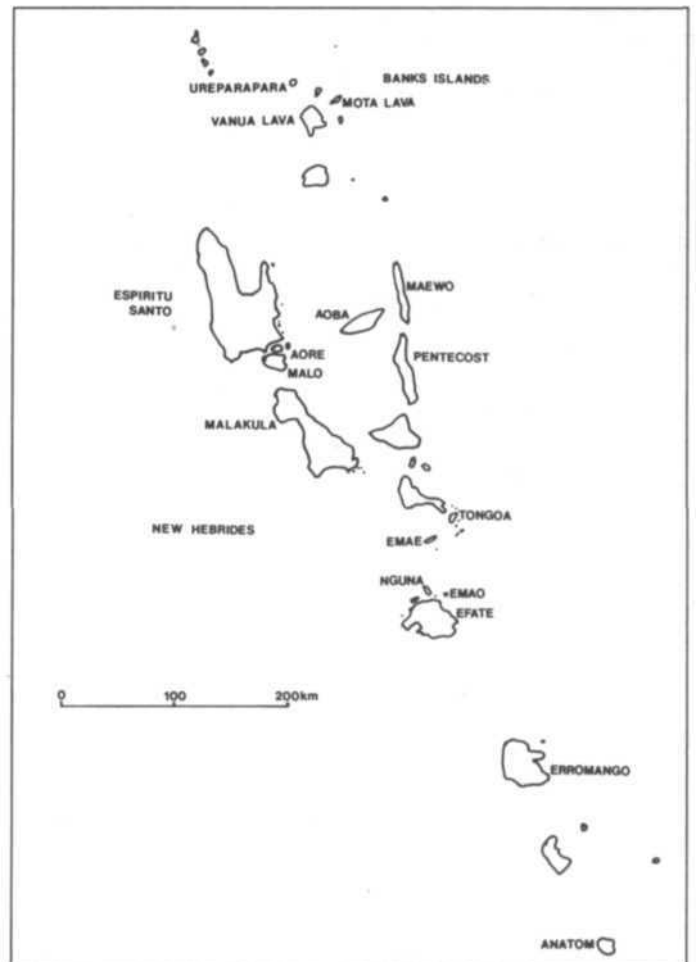 BANKS ISLANDS
UREPARAPARA
MOTA LAVA
VANUA LAVA
ESPIRITU
SANTO
MAEWO
AOBA
AORE
MALO
PENTECOST
MALAKULA
TONGOA
NEW HEBRIDES
EMAE
NGUNA
EMAO
EFATE
0 100 200km
ERROMANGO
ANATOM